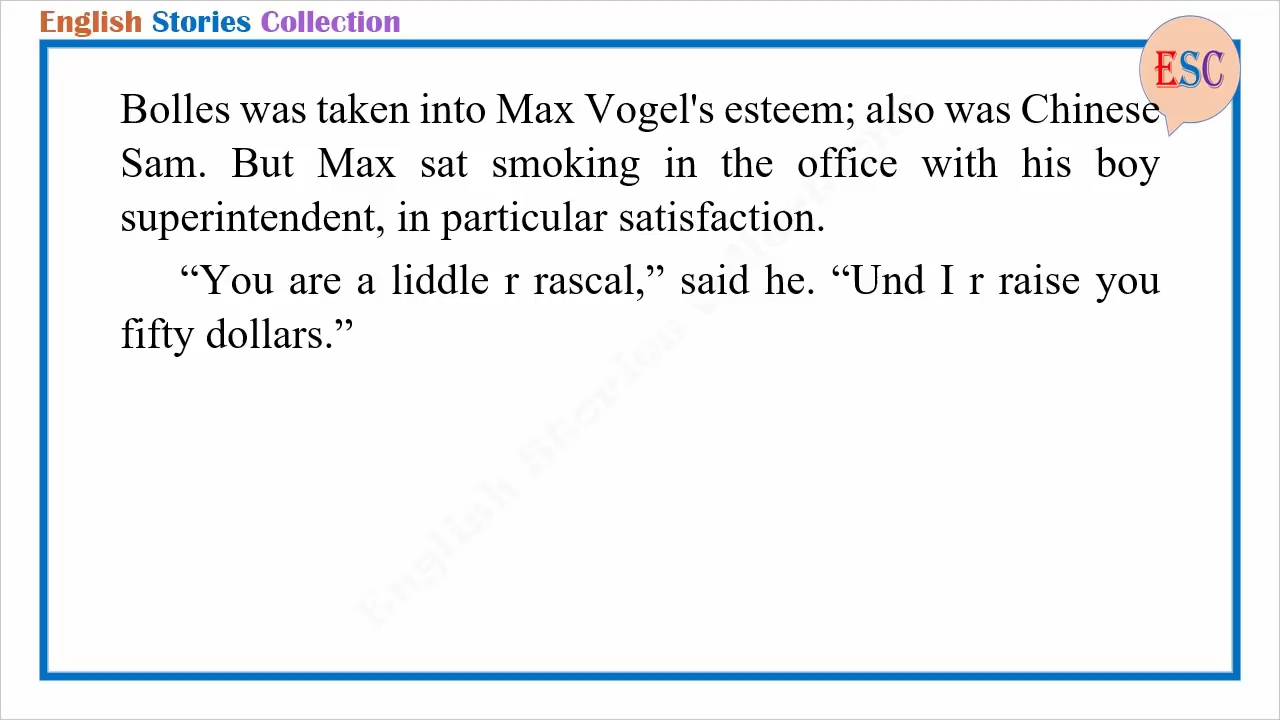 English Stories Collection
ESC
Bolles was taken into Max Vogel's esteem; also was Chinese
Sam. But Max sat smoking in the office with his boy
superintendent, in particular satisfaction.
“You are a liddle r rascal,” said he. “Und I r raise you
fifty dollars.”
English Stories